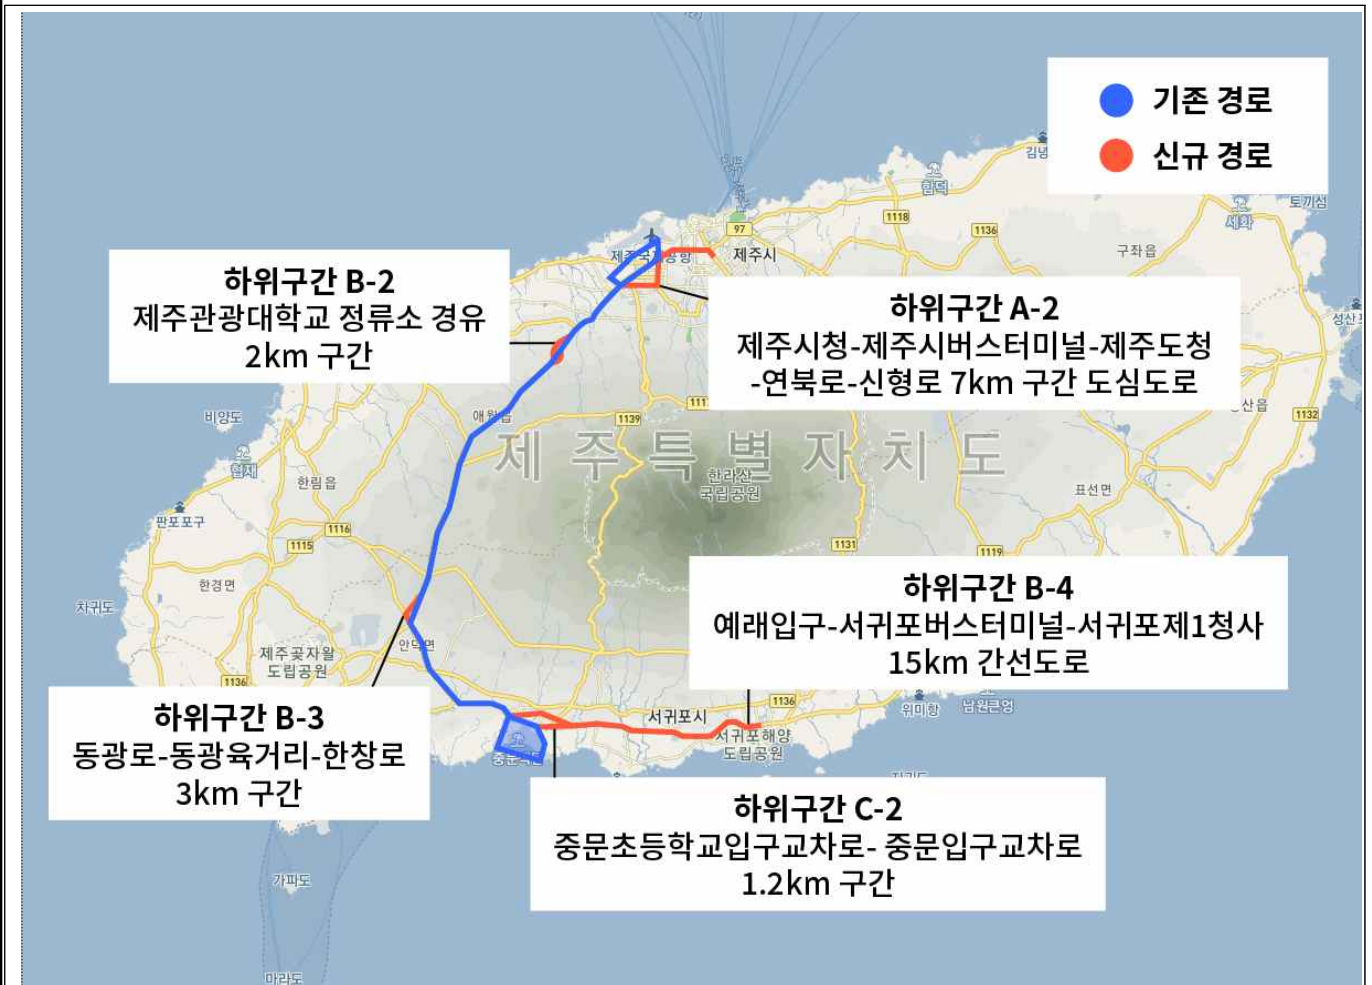 기존 경로
신규 경로
김녕
함덕
토끼섬
세화
1118
1136
97
구좌읍
제주국제공항
제주시
하위구간 B-2
제주관광대학교 정류소 경유
2km 구간
하위구간 A-2
제주시청-제주시버스터미널-제주도청
-연북로-신형로 7km 구간 도심도로
비양도
애월읍
1139
1132
제주특별자치도
협재
한림읍
한라산
국립공원
표선면
판포포구
1116
1115
1131
1119
한경면
차귀도
하위구간 B-4
예래입구-서귀포버스터미널-서귀포제1청사
15km 간선도로
안덕면
제주곶자왈
도립공원
1136
1136
위미항
남원큰엉
서귀포시
서귀포해양
도립공원
하위구간 B-3
동광로-동광육거리-한창로
3km 구간
하위구간 C-2
중문초등학교입구교차로- 중문입구교차로
1.2km 구간
가파도
마라도